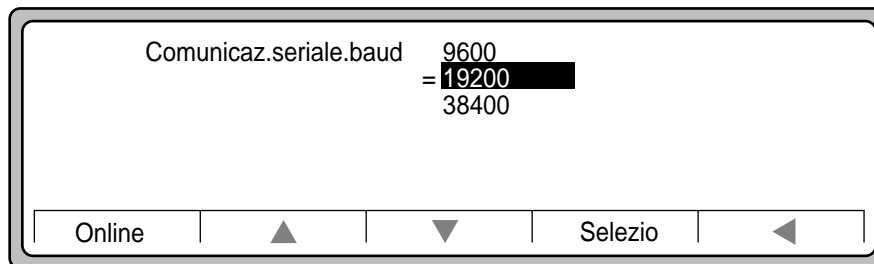 Comunicaz.seriale.baud 9600
= 19200
38400
Online ▲ ▼ Selezio ◀